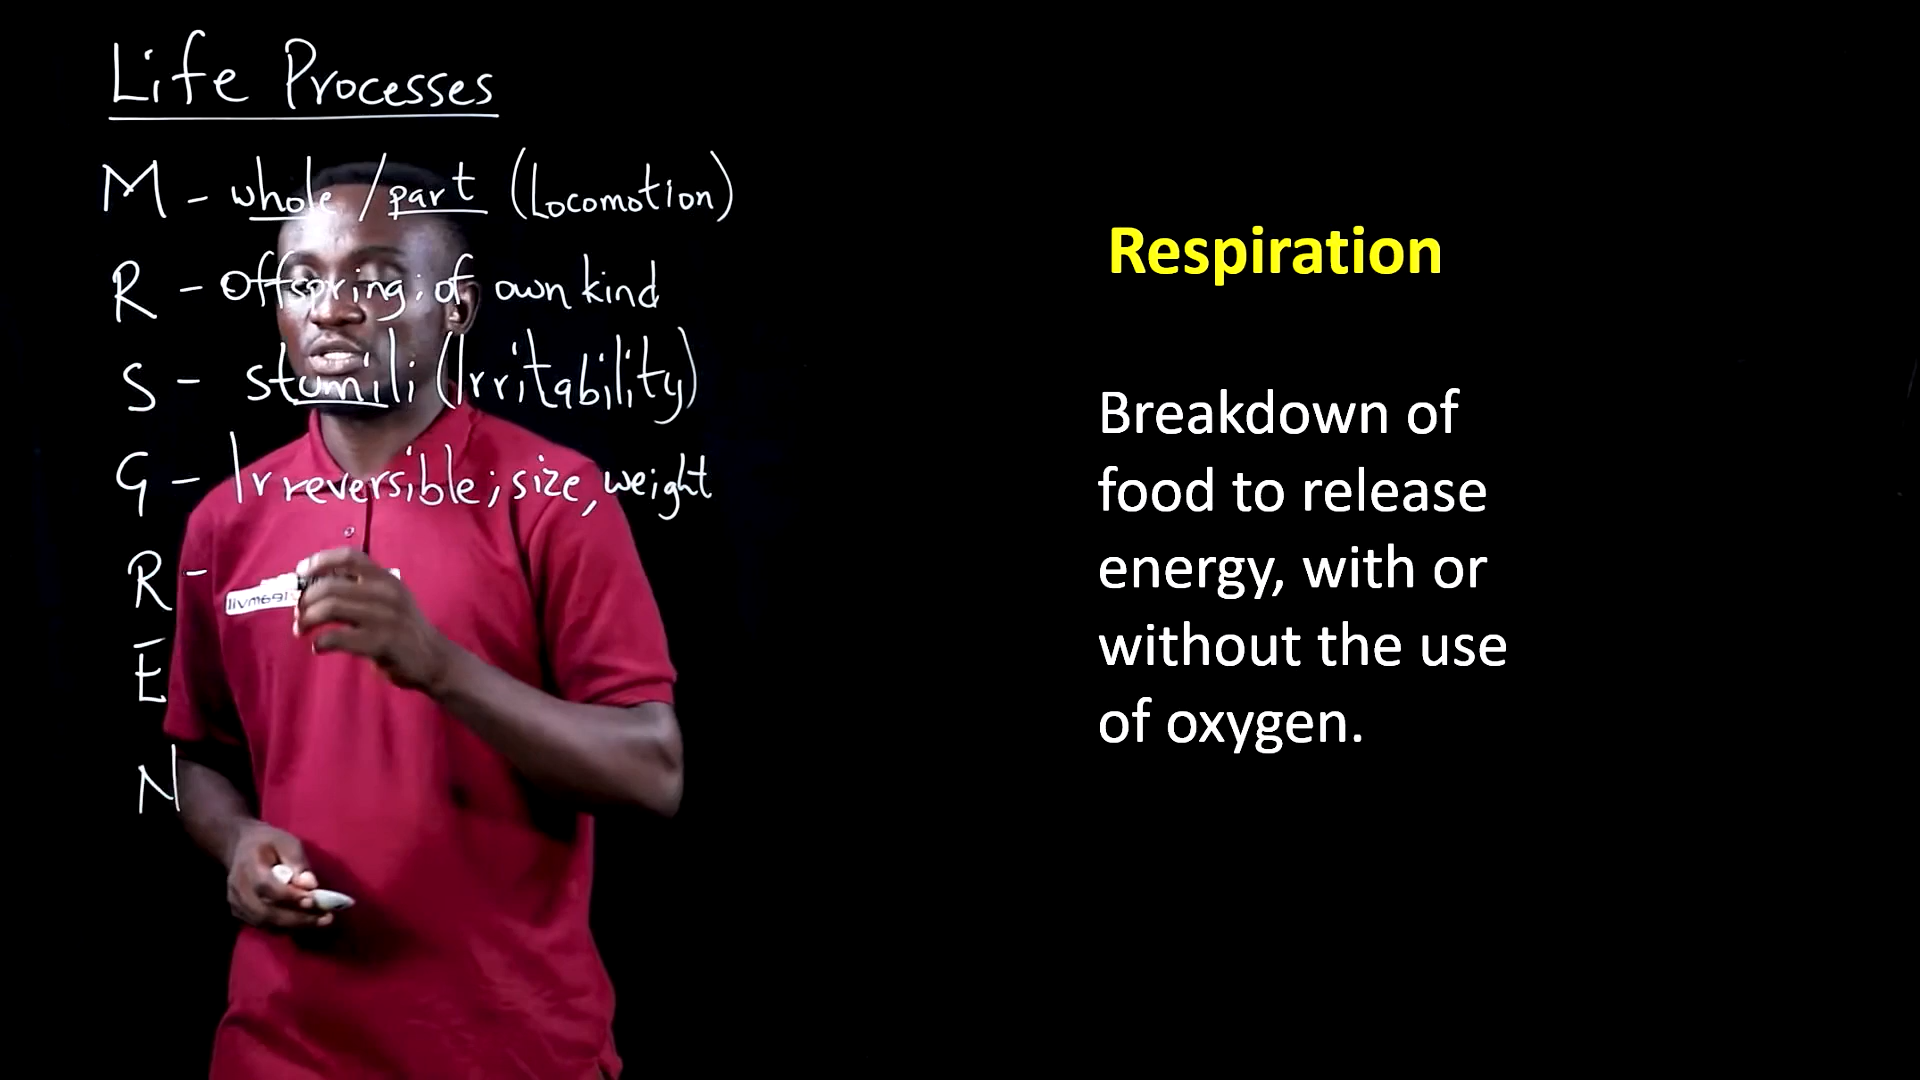 Life Processes
M - whole / part (Locomotion)
R - offspring; of own kind
S - stumili (Irritability)
G - Irreversible; size, weight
R -
E
N
Respiration
Breakdown of
food to release
energy, with or
without the use
of oxygen.